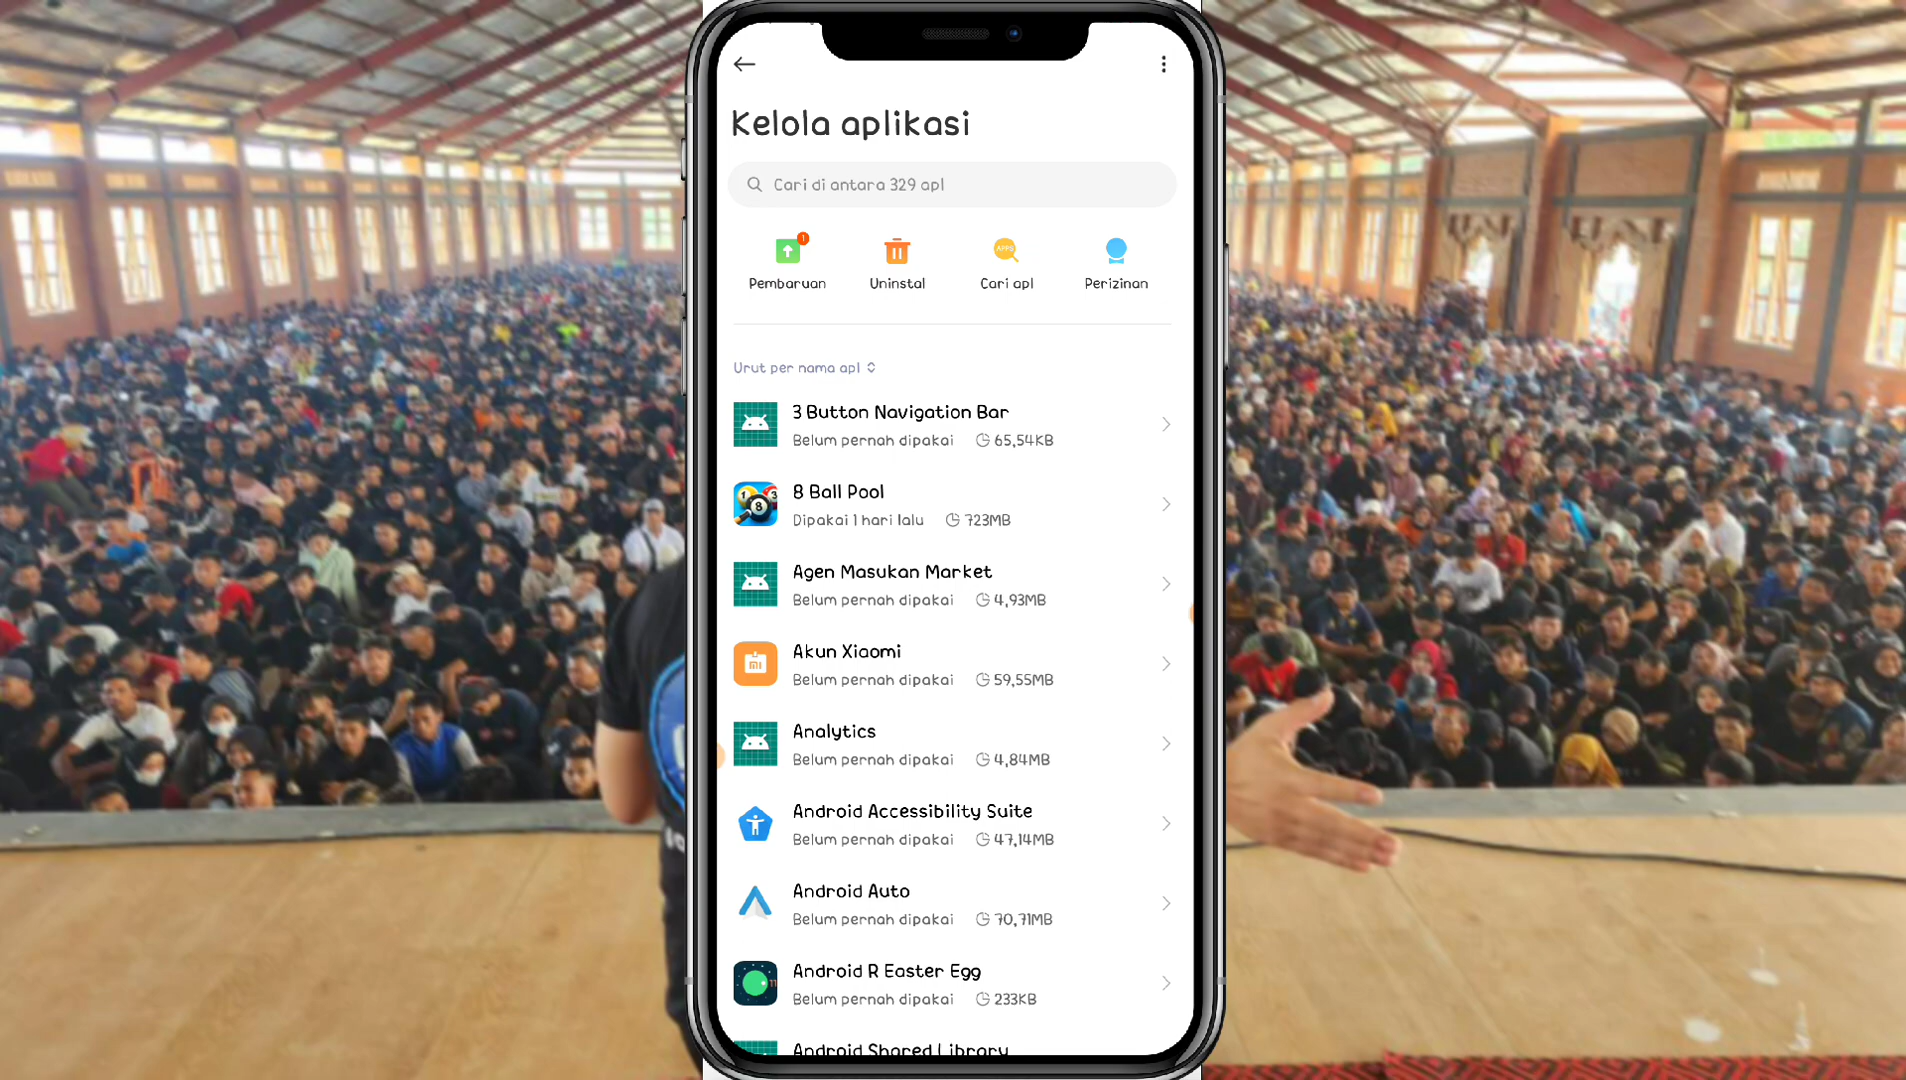 Kelola aplikasi
Cari di antara 329 apl
Pembaruan
Uninstal
APPS
Cari apl
Perizinan
Urut per nama apl
3 Button Navigation Bar
Belum pernah dipakai 65,54KB
8 Ball Pool
Dipakai 1 hari lalu 723MB
Agen Masukan Market
Belum pernah dipakai 4,93MB
Akun Xiaomi
Belum pernah dipakai 59,55MB
Analytics
Belum pernah dipakai 4,84MB
Android Accessibility Suite
Belum pernah dipakai 47,14MB
Android Auto
Belum pernah dipakai 70,71MB
Android R Easter Egg
Belum pernah dipakai 233KB
Android Shared Library